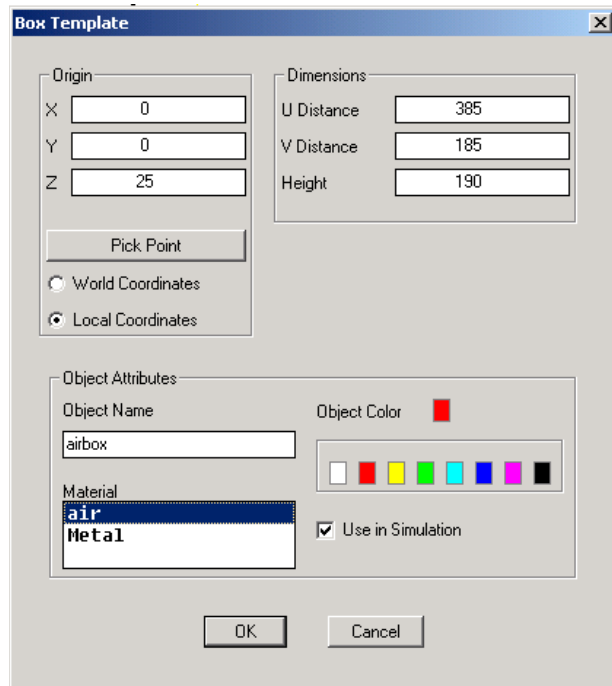 Box Template
Origin
X 0
Y 0
Z 25
Pick Point
World Coordinates
Local Coordinates
Dimensions
U Distance 385
V Distance 185
Height 190
Object Attributes
Object Name
airbox
Material
air
Metal
Object Color
Use in Simulation
OK
Cancel